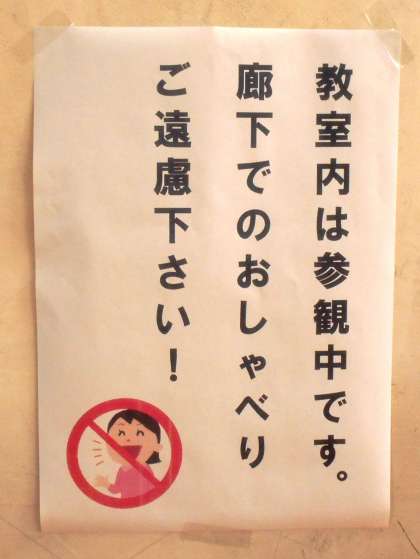 教室内は参観中です。
廊下でのおしゃべり
ご遠慮下さい！